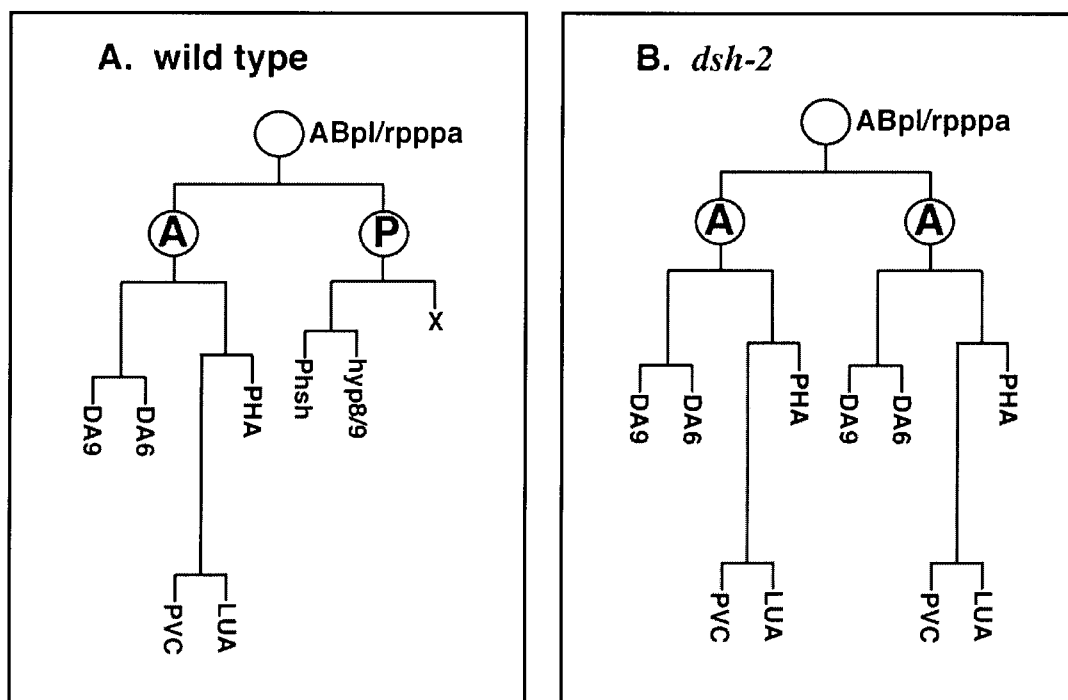 A. wild type
ABpl/rpppa
A
P
DA9
DA6
PHA
PVC
LUA
Phsh
hyp8/9
X
B. dsh-2
ABpl/rpppa
A
A
DA9
DA6
PHA
PVC
LUA
DA9
DA6
PHA
PVC
LUA